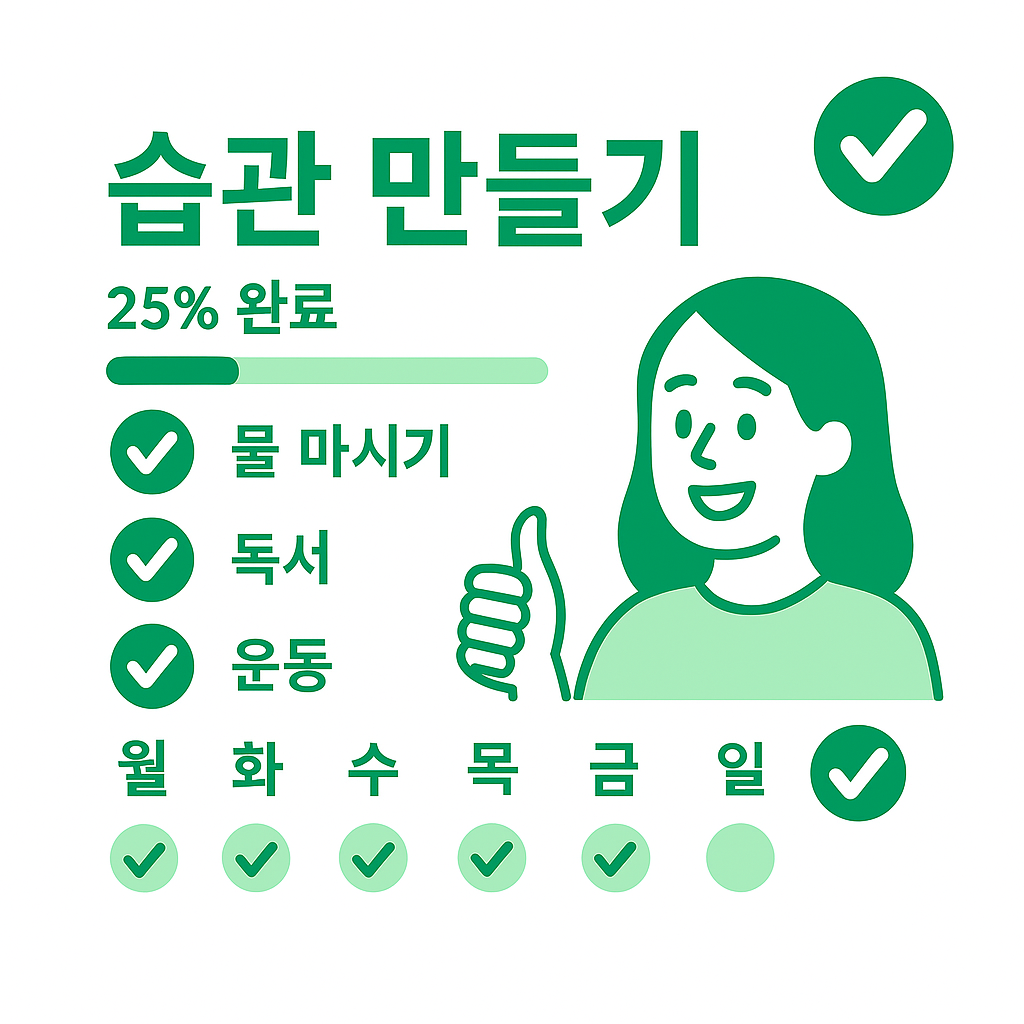 습관 만들기
25% 완료
물 마시기
독서
운동
월 화 수 목 금 일